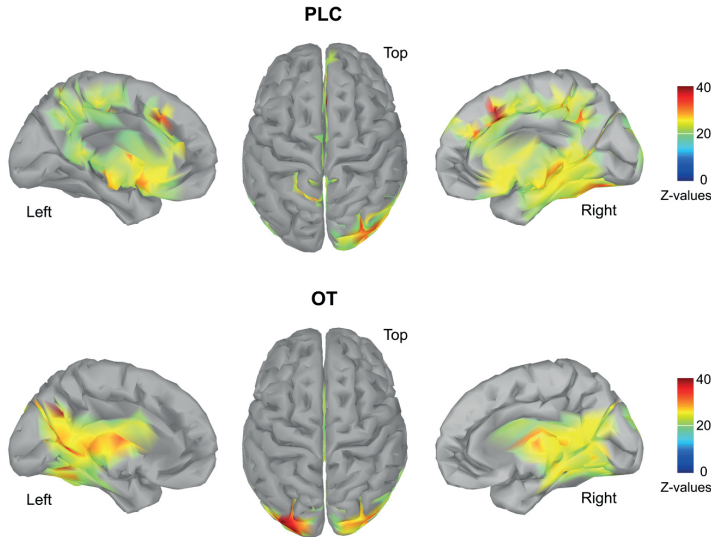 PLC
Top
Left
Right
40
20
0
Z-values
OT
Top
Left
Right
40
20
0
Z-values